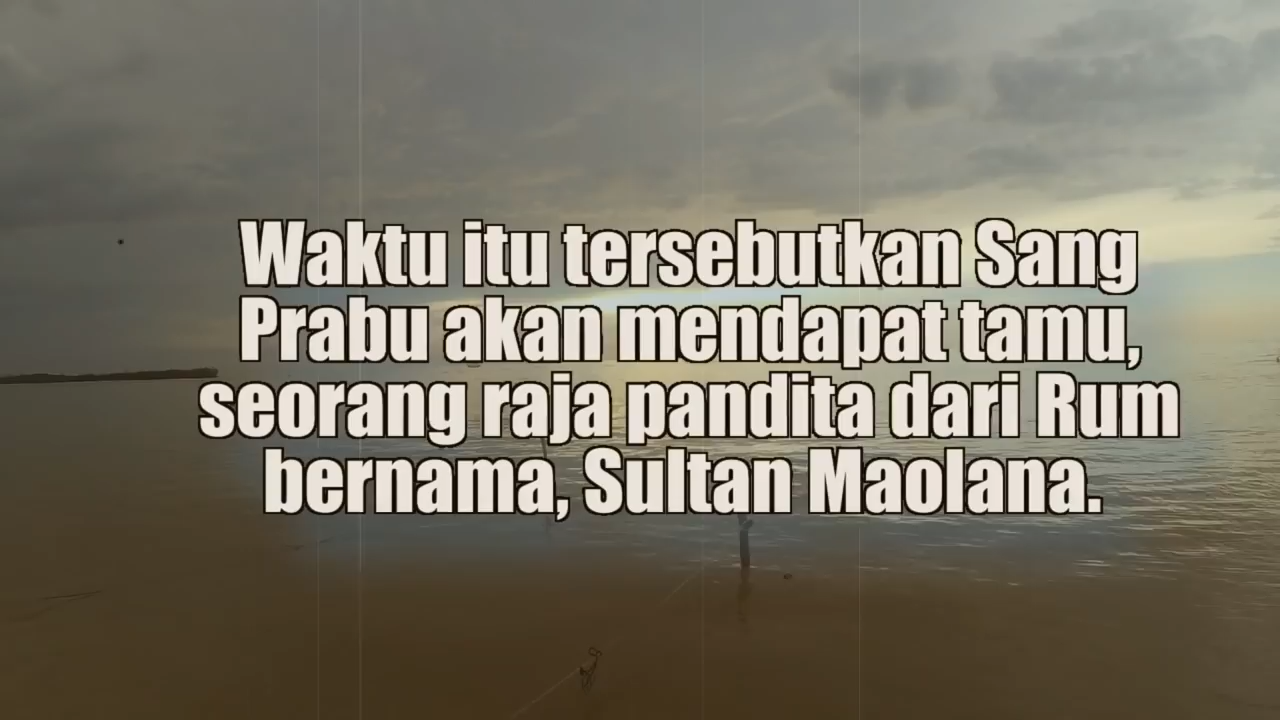 Waktu itu tersebutkan Sang
Prabu akan mendapat tamu,
seorang raja pandita dari Rum
bernama, Sultan Maolana.